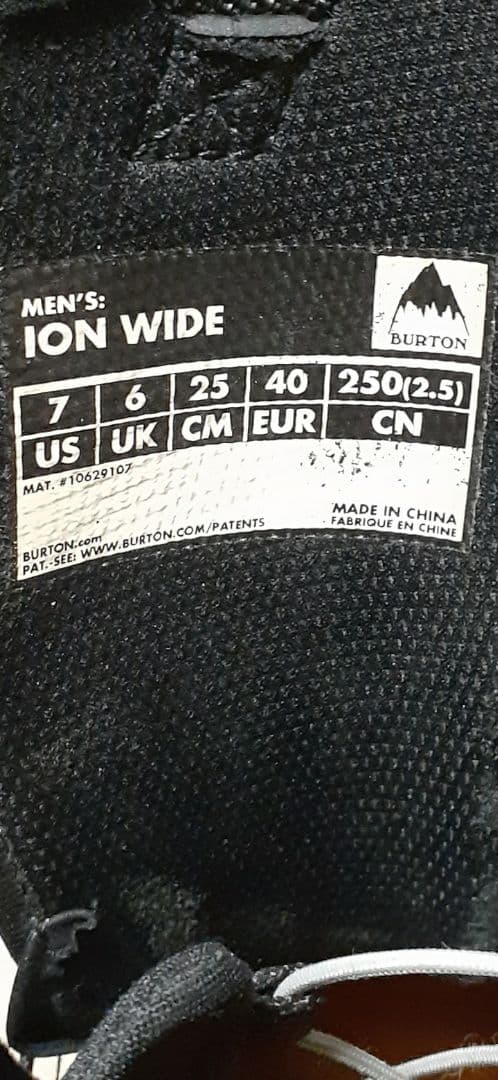 MEN'S:
ION WIDE
BURTON
7 6 25 40 250(2.5)
US UK CM EUR CN
MAT. #10629107
BURTON.com
PAT.-SEE: WWW.BURTON.COM/PATENTS
MADE IN CHINA
FABRIQUE EN CHINE